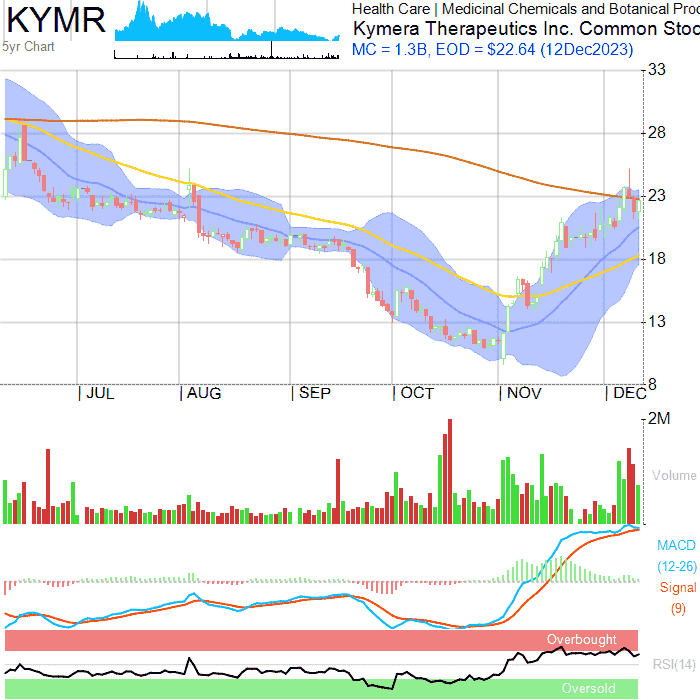 KYMR
5yr Chart
Health Care | Medicinal Chemicals and Botanical Proc
Kymera Therapeutics Inc. Common Stoc
MC = 1.3B, EOD = $22.64 (12Dec2023)
33
28
23
18
13
8
JUL AUG SEP OCT NOV DEC
2M
Volume
MACD
(12-26)
Signal
(9)
Overbought
RSI(14)
Oversold